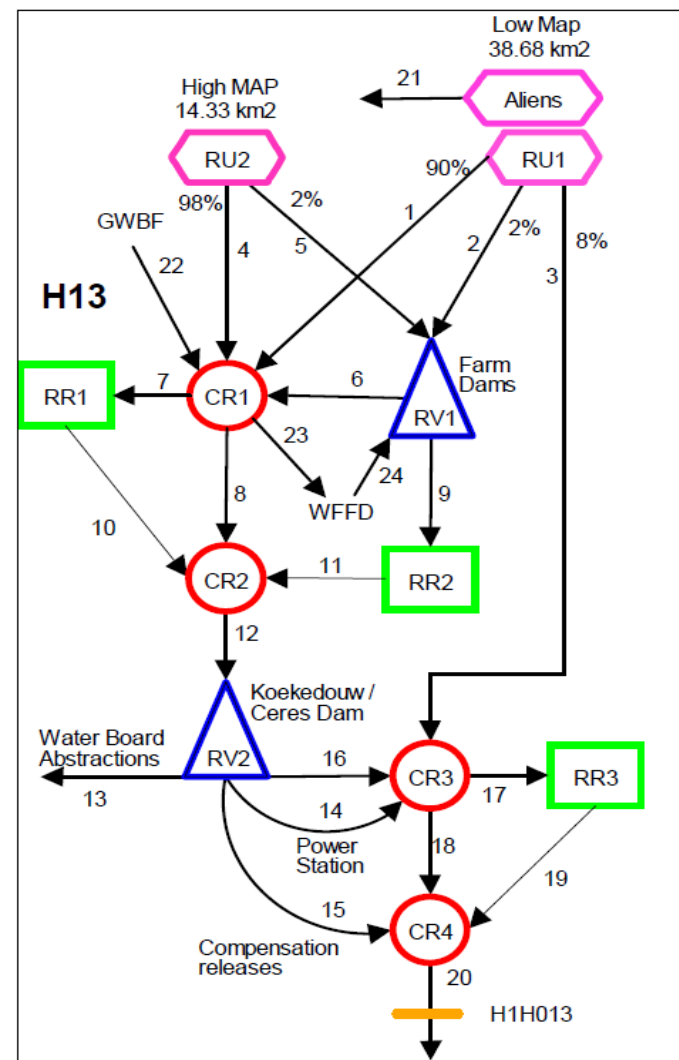 Low Map
38.68 km2
21
Aliens
High MAP
14.33 km2
RU2
RU1
90%
98%
2%
1
2
2%
8%
3
GWBF
22
4
5
H13
RR1
7
CR1
6
Farm
Dams
RV1
23
24
8
9
WFFD
10
CR2
11
RR2
12
Koekedouw /
Ceres Dam
Water Board
Abstractions
RV2
16
CR3
17
RR3
13
14
Power
Station
18
19
15
CR4
Compensation
releases
20
H1H013